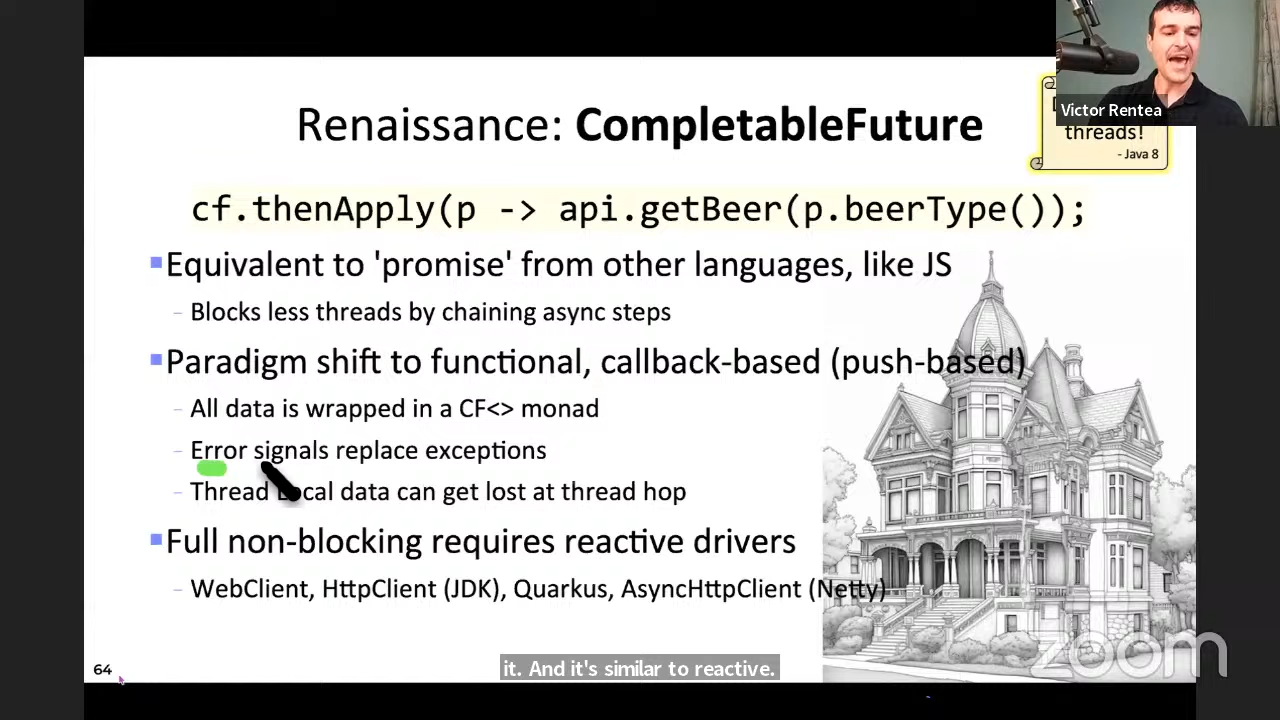 Renaissance: CompletableFuture
Victor Rentea
threads!
- Java 8
cf.thenApply(p -> api.getBeer(p.beerType());
Equivalent to 'promise' from other languages, like JS
- Blocks less threads by chaining async steps
Paradigm shift to functional, callback-based (push-based)
- All data is wrapped in a CF<> monad
- Error signals replace exceptions
- Thread Local data can get lost at thread hop
Full non-blocking requires reactive drivers
- WebClient, HttpClient (JDK), Quarkus, AsyncHttpClient (Netty)
zoom
64
it. And it's similar to reactive.